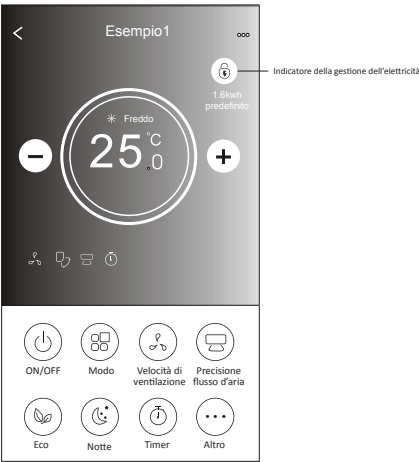 Esempio1
Indicatore della gestione dell'elettricità
1.6kwh
predefinito
Freddo
25.0 °C
ON/OFF
Modo
Velocità di
ventilazione
Precisione
flusso d'aria
Eco
Notte
Timer
Altro